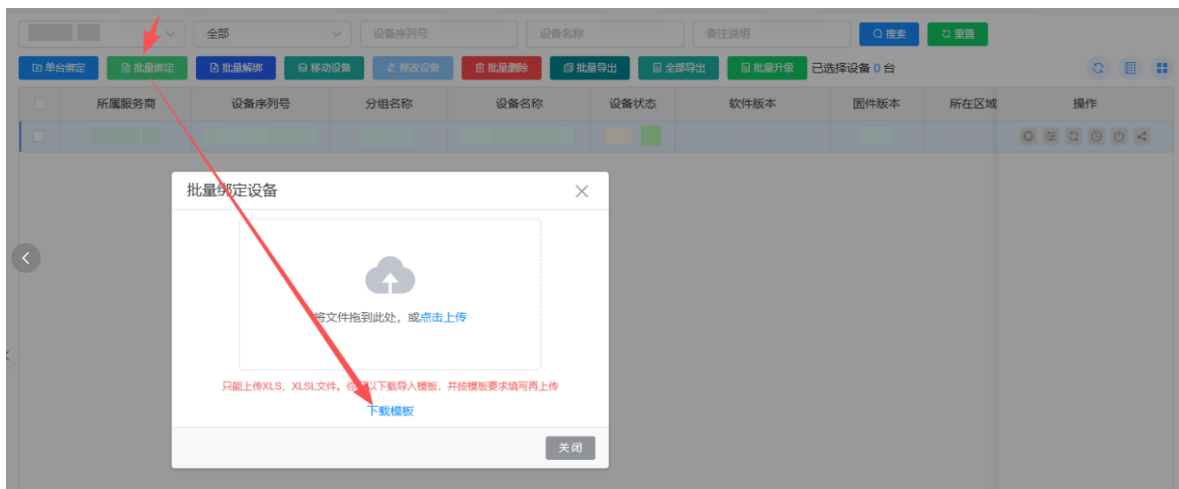 全部 设备序列号 设备名称 备注说明 搜索 重置
单台绑定 批量绑定 批量解绑 移动设备 修改设备 批量删除 批量导出 全部导出 批量升级 已选择设备 0 台
所属服务商 设备序列号 分组名称 设备名称 设备状态 软件版本 固件版本 所在区域 操作
批量绑定设备
将文件拖到此处，或点击上传
只能上传XLS、XLSL文件。你可以下载导入模板，并按模板要求填写再上传
下载模板
关闭